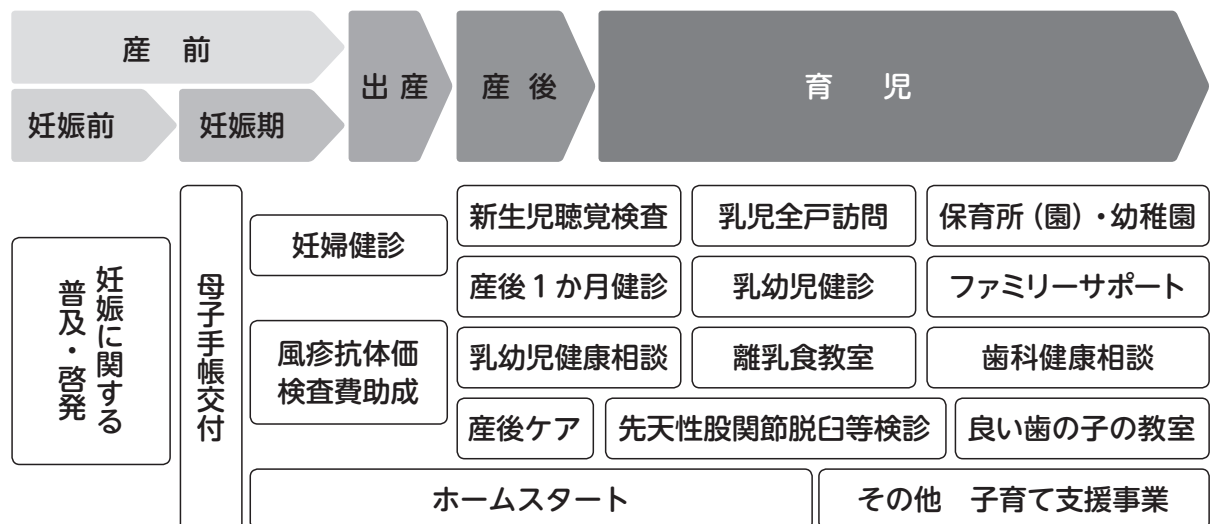 産 前
出 産
産 後
育 児
妊娠前
妊娠期
妊娠に関する
普及・啓発
母子手帳交付
妊婦健診
風疹抗体価
検査費助成
新生児聴覚検査
乳児全戸訪問
保育所（園）・幼稚園
産後１か月健診
乳幼児健診
ファミリーサポート
乳幼児健康相談
離乳食教室
歯科健康相談
産後ケア
先天性股関節脱臼等検診
良い歯の子の教室
ホームスタート
その他　子育て支援事業